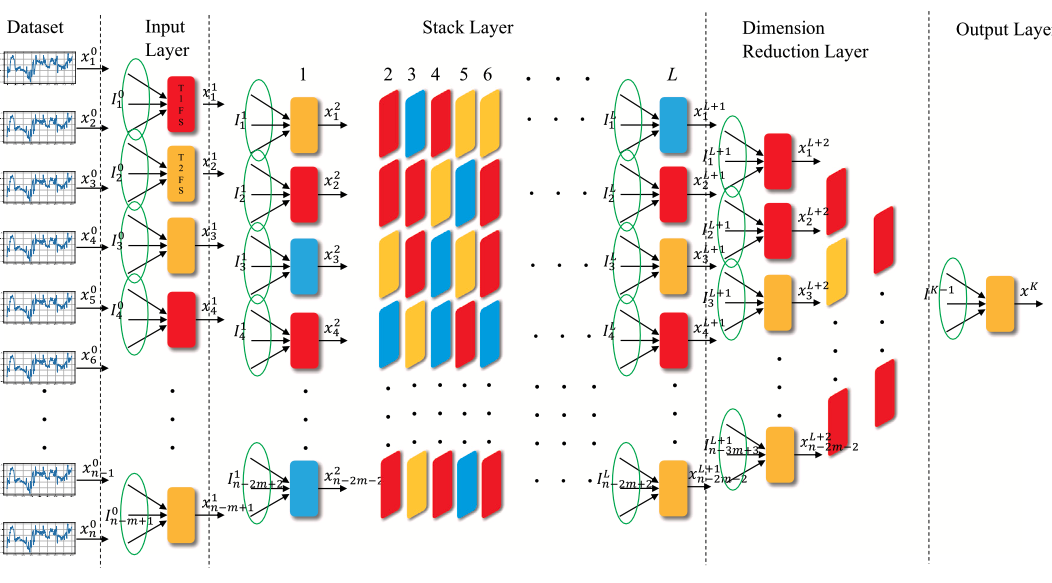 Dataset
Input
Layer
Stack Layer
Dimension
Reduction Layer
Output Laye
1
2 3 4 5 6
L
x_1^0
x_2^0
x_3^0
x_4^0
x_5^0
x_6^0
x_{n-1}^0
x_n^0
I_1^0
I_2^0
I_3^0
I_4^0
I_{n-m+1}^0
T1FS
T2FS
x_1^1
x_2^1
x_3^1
x_4^1
x_{n-m+1}^1
I_1^1
I_2^1
I_3^1
I_4^1
I_{n-2m+2}^1
x_1^2
x_2^2
x_3^2
x_4^2
x_{n-2m-2}^2
I_1^L
I_2^L
I_3^L
I_4^L
I_{n-2m+2}^L
x_1^{L+1}
x_2^{L+1}
x_3^{L+1}
x_4^{L+1}
x_{n-2m-2}^{L+1}
I_1^{L+1}
I_2^{L+1}
I_3^{L+1}
I_{n-3m+3}^{L+1}
x_1^{L+2}
x_2^{L+2}
x_3^{L+2}
x_{n-2m-2}^{L+2}
I^{K-1}
x^K